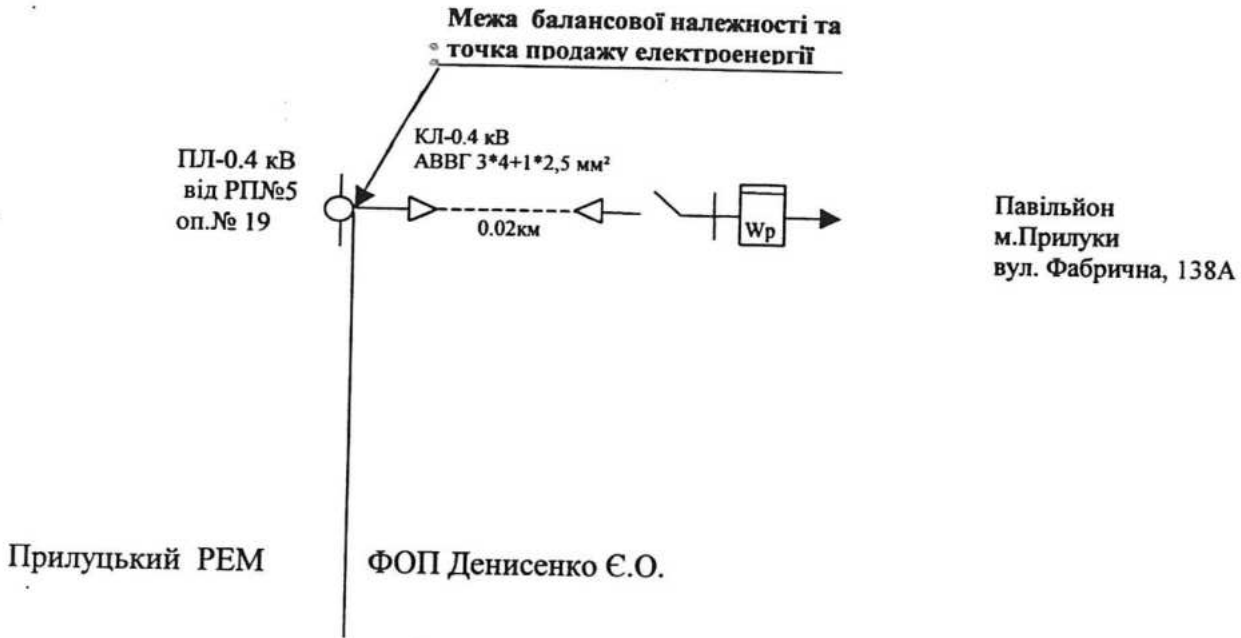 Межа балансової належності та
точка продажу електроенергії
КЛ-0.4 кВ
АВВГ 3*4+1*2,5 мм²
ПЛ-0.4 кВ
від РП№5
оп.№ 19
0.02км
Wp
Павільйон
м.Прилуки
вул. Фабрична, 138А
Прилуцький РЕМ
ФОП Денисенко Є.О.